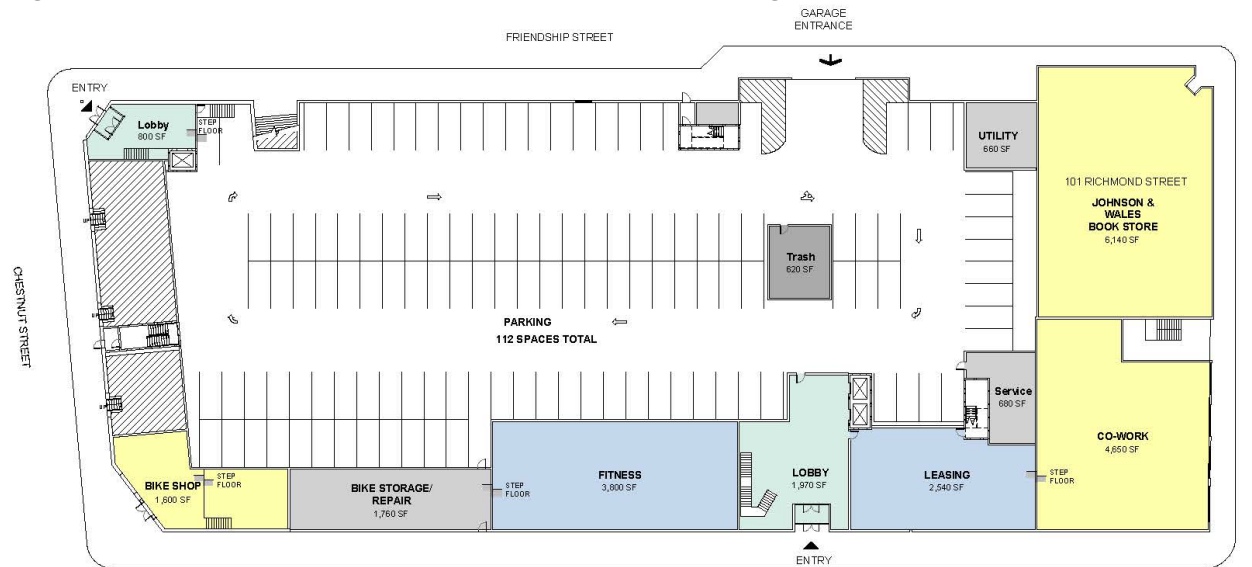 GARAGE
ENTRANCE
FRIENDSHIP STREET
ENTRY
Lobby
800 SF
STEP
FLOOR
UTILITY
660 SF
101 RICHMOND STREET
JOHNSON &
WALES
BOOK STORE
6,140 SF
Trash
620 SF
CHESTNUT STREET
PARKING
112 SPACES TOTAL
Service
680 SF
CO-WORK
4,650 SF
BIKE SHOP
1,600 SF
STEP
FLOOR
BIKE STORAGE/
REPAIR
1,760 SF
STEP
FLOOR
FITNESS
3,800 SF
LOBBY
1,970 SF
LEASING
2,540 SF
STEP
FLOOR
ENTRY